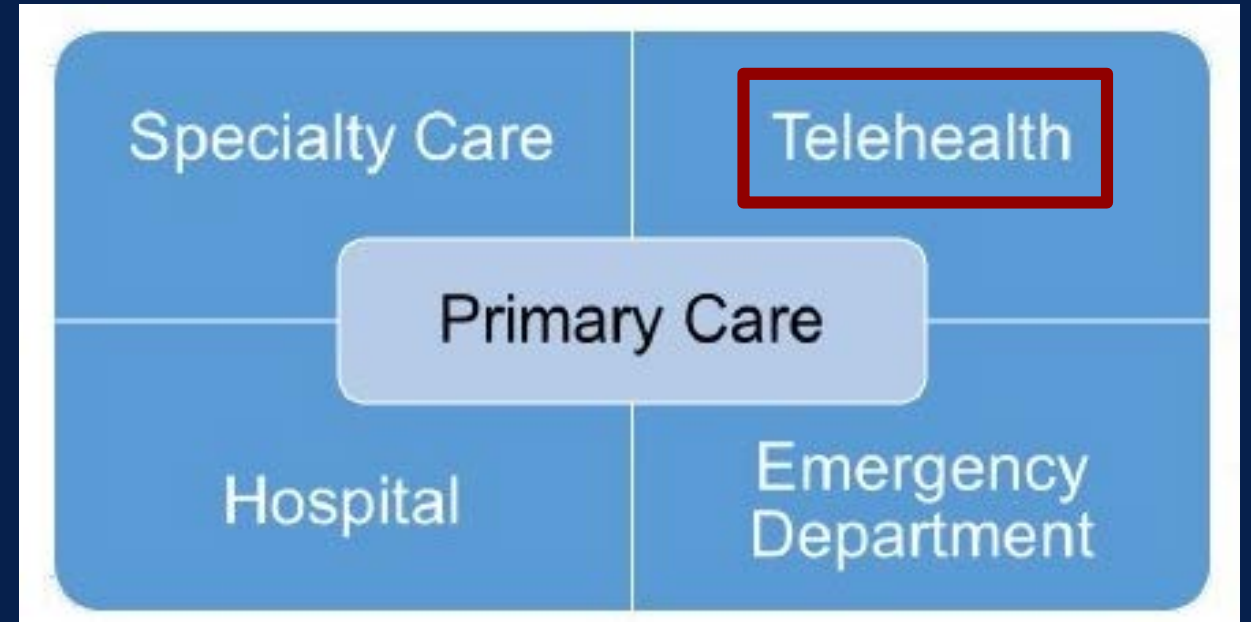 Specialty Care
Telehealth
Primary Care
Hospital
Emergency
Department